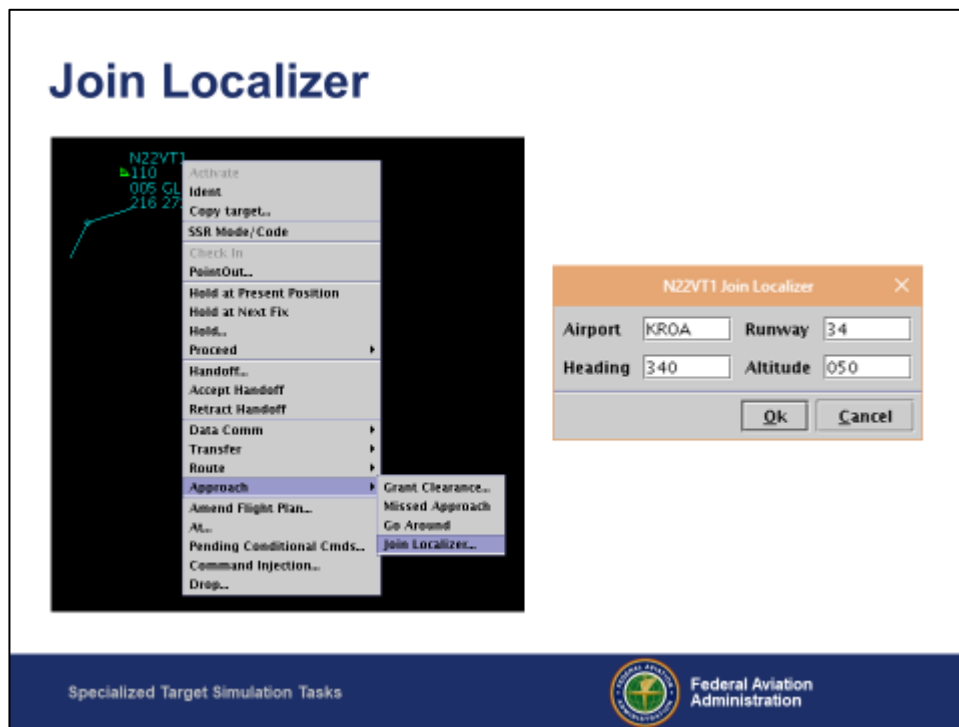 Join Localizer
N22VT1
110
005 GL
216 27
Activate
Ident
Copy target...
SSR Mode/Code
Check In
PointOut...
Hold at Present Position
Hold at Next Fix
Hold...
Proceed
Handoff...
Accept Handoff
Retract Handoff
Data Comm
Transfer
Route
Approach
Amend Flight Plan...
At...
Pending Conditional Cmds...
Command Injection...
Drop...
Grant Clearance...
Missed Approach
Go Around
Join Localizer...
N22VT1 Join Localizer
Airport KROA Runway 34
Heading 340 Altitude 050
Ok Cancel
Specialized Target Simulation Tasks
Federal Aviation
Administration